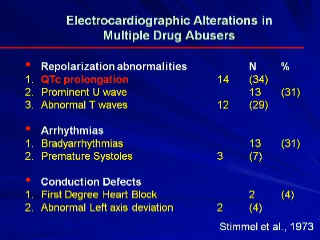 Electrocardiographic Alterations in
Multiple Drug Abusers
• Repolarization abnormalities N %
1. QTc prolongation 14 (34)
2. Prominent U wave 13 (31)
3. Abnormal T waves 12 (29)
• Arrhythmias
1. Bradyarrhythmias 13 (31)
2. Premature Systoles 3 (7)
• Conduction Defects
1. First Degree Heart Block 2 (4)
2. Abnormal Left axis deviation 2 (4)
Stimmel et al., 1973